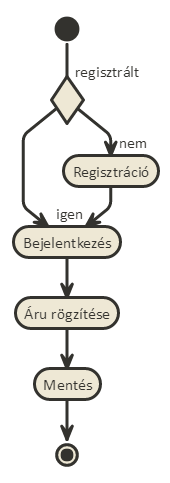 regisztrált
nem
Regisztráció
igen
Bejelentkezés
Áru rögzítése
Mentés